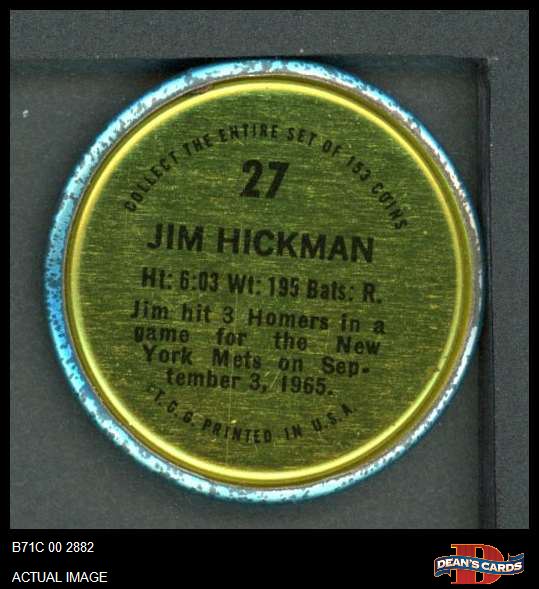 COLLECT THE ENTIRE SET OF 153 COINS
27
JIM HICKMAN
Ht: 6:03 Wt: 195 Bats: R.
Jim hit 3 Homers in a
game for the New
York Mets on Sep-
tember 3, 1965.
©T.C.G. PRINTED IN U.S.A.
B71C 00 2882
ACTUAL IMAGE
B
DEAN'S CARDS